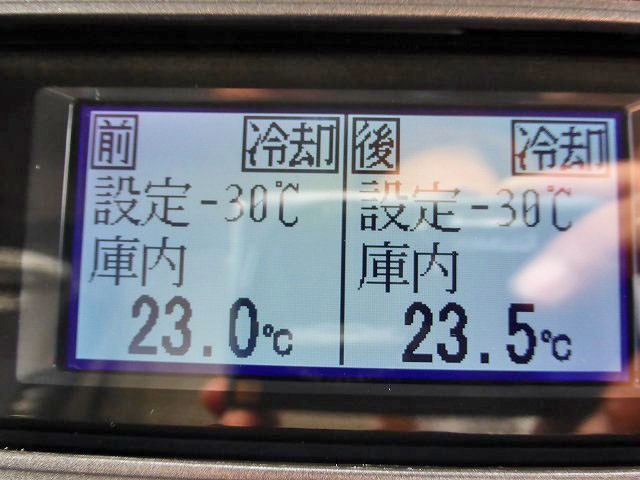 前 冷却
設定 -30℃
庫内
23.0℃
後 冷却
設定 -30℃
庫内
23.5℃